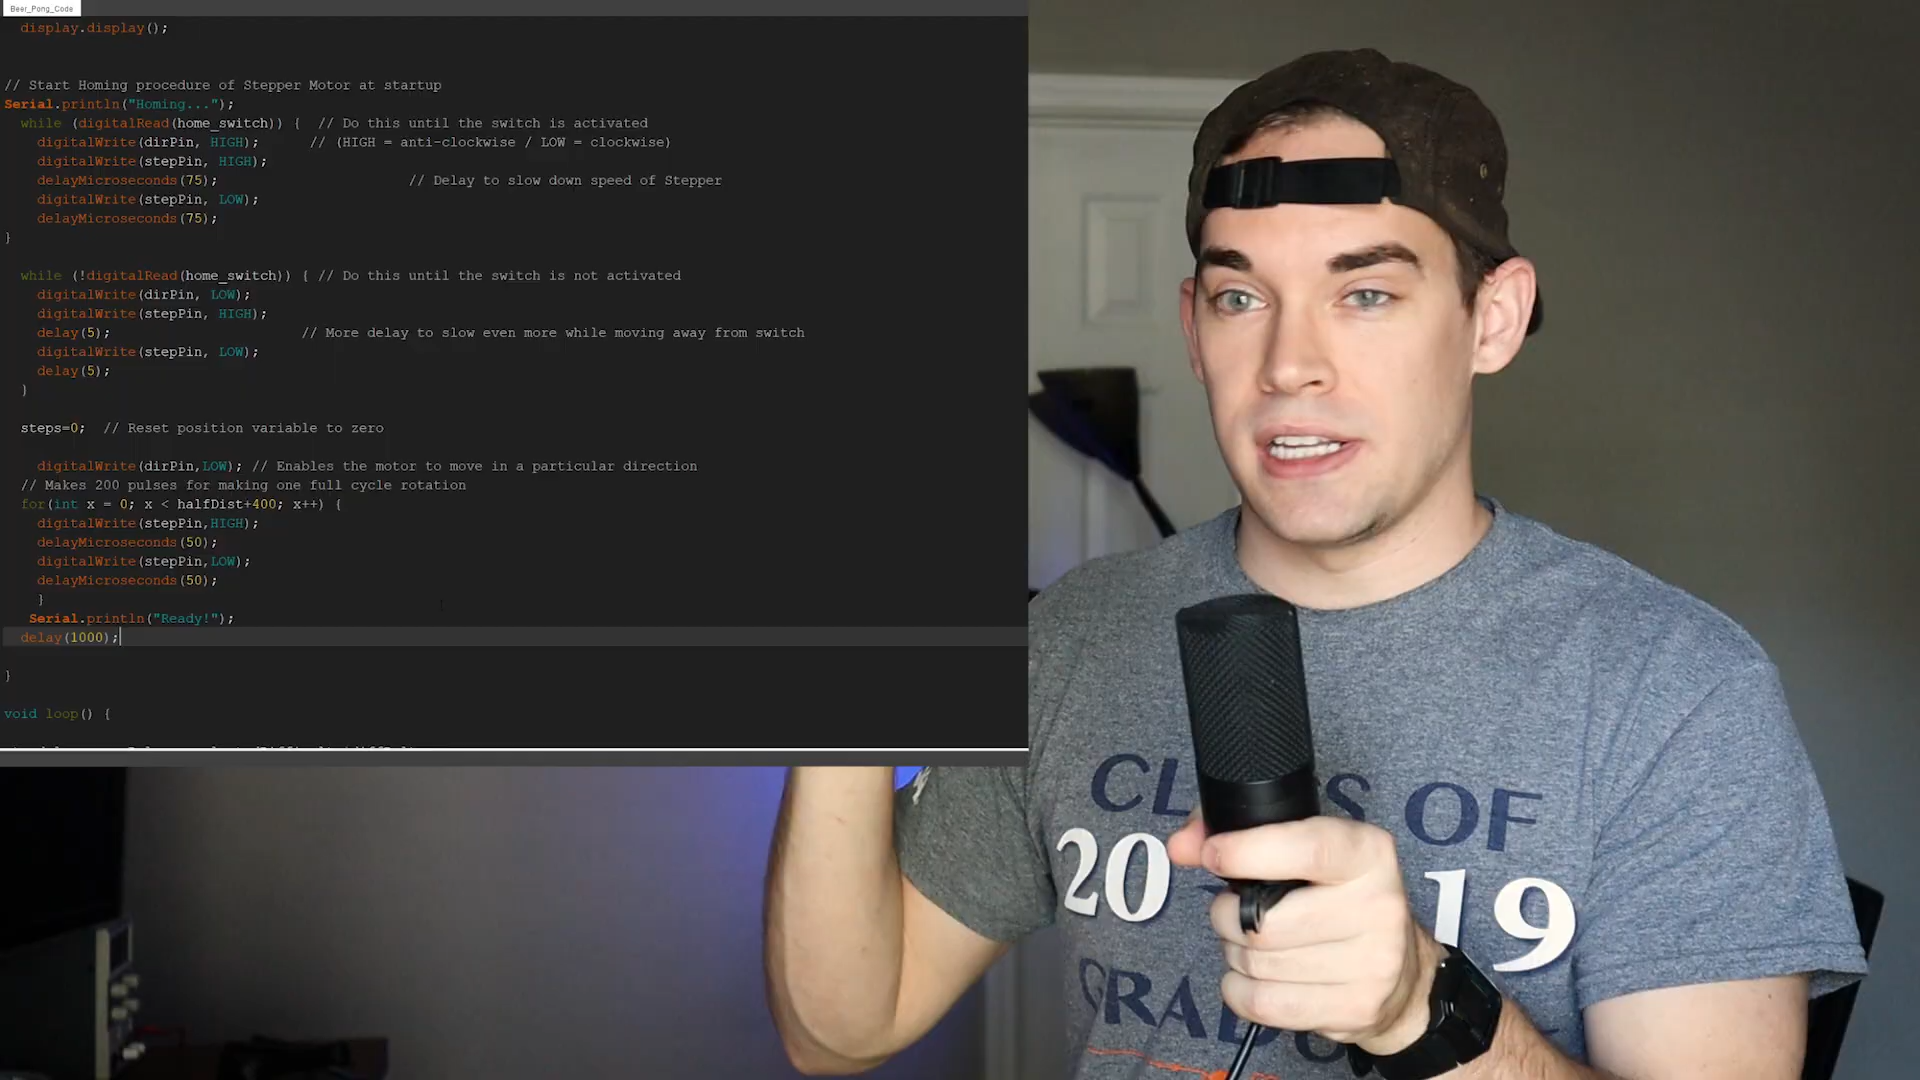 Beer_Pong_Code
display.display();
// Start Homing procedure of Stepper Motor at startup
Serial.println("Homing...");
while (digitalRead(home_switch)) {  // Do this until the switch is activated
digitalWrite(dirPin, HIGH);      // (HIGH = anti-clockwise / LOW = clockwise)
digitalWrite(stepPin, HIGH);
delayMicroseconds(75);                       // Delay to slow down speed of Stepper
digitalWrite(stepPin, LOW);
delayMicroseconds(75);
}
while (!digitalRead(home_switch)) { // Do this until the switch is not activated
digitalWrite(dirPin, LOW);
digitalWrite(stepPin, HIGH);
delay(5);                       // More delay to slow even more while moving away from switch
digitalWrite(stepPin, LOW);
delay(5);
}
steps=0;  // Reset position variable to zero
digitalWrite(dirPin,LOW); // Enables the motor to move in a particular direction
// Makes 200 pulses for making one full cycle rotation
for(int x = 0; x < halfDist+400; x++) {
digitalWrite(stepPin,HIGH);
delayMicroseconds(50);
digitalWrite(stepPin,LOW);
delayMicroseconds(50);
}
Serial.println("Ready!");
delay(1000);
}
void loop() {
OF
20 19